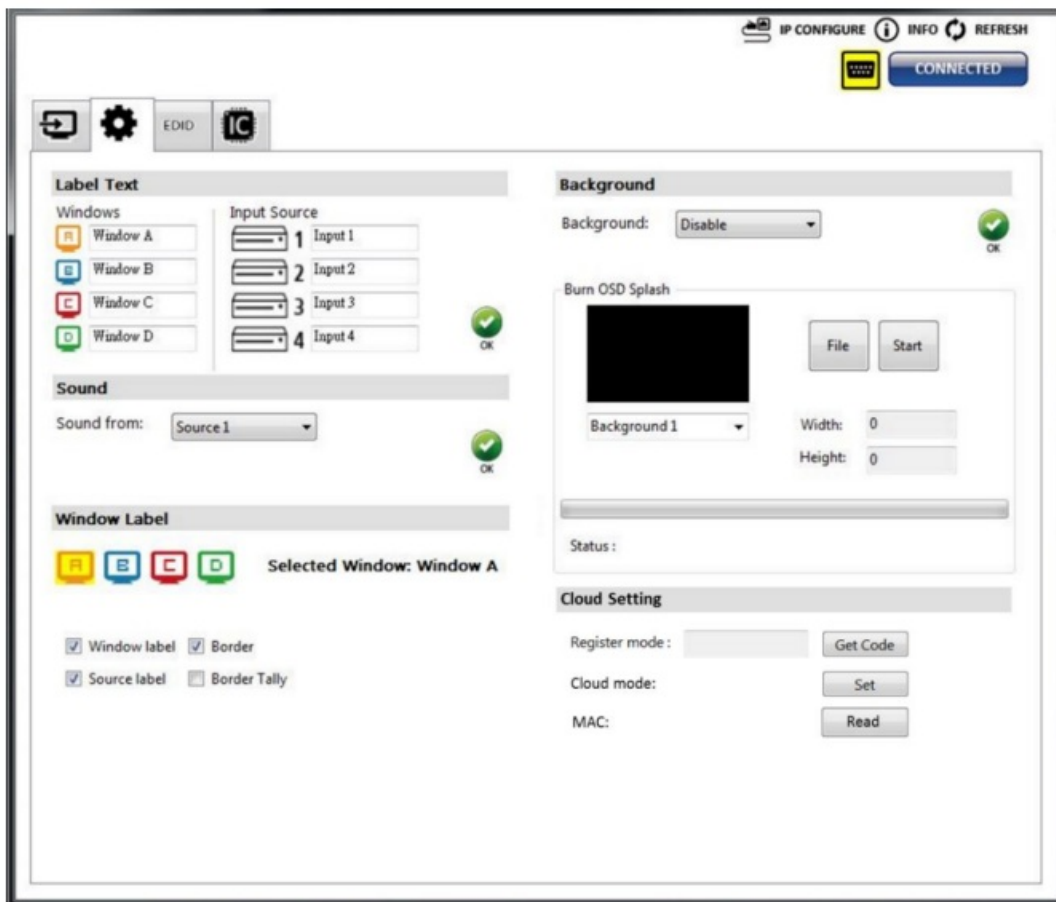 IP CONFIGURE INFO REFRESH
CONNECTED
EDID IC
Label Text
Windows Input Source
A Window A 1 Input 1
B Window B 2 Input 2
C Window C 3 Input 3
D Window D 4 Input 4
OK
Sound
Sound from: Source 1
OK
Window Label
A B C D Selected Window: Window A
Window label Border
Source label Border Tally
Background
Background: Disable
OK
Burn OSD Splash
File Start
Background 1
Width: 0
Height: 0
Status :
Cloud Setting
Register mode : Get Code
Cloud mode: Set
MAC: Read